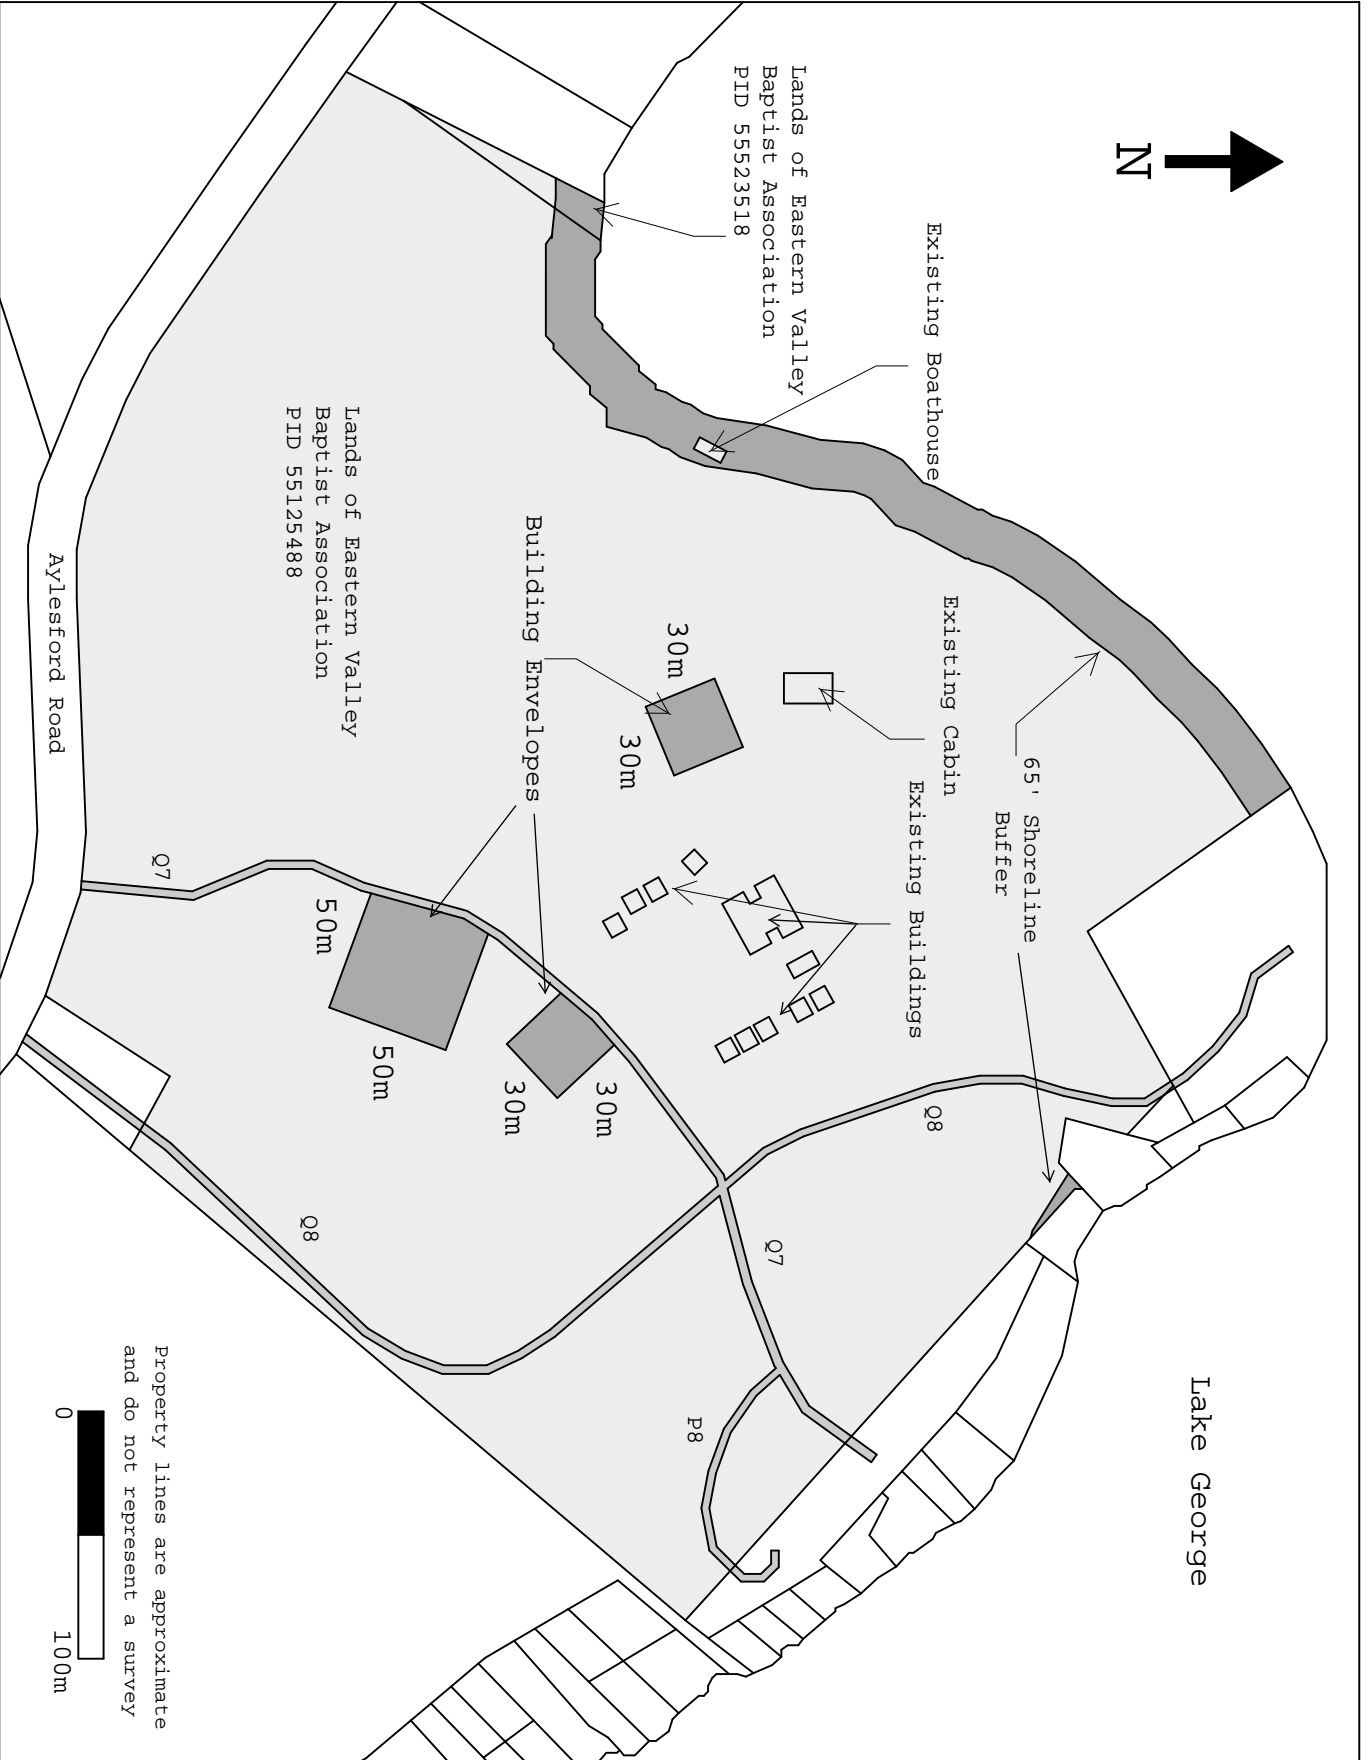 N
Lands of Eastern Valley
Baptist Association
PID 55523518
Existing Boathouse
Existing Cabin
65' Shoreline
Buffer
Existing Buildings
Lake George
Lands of Eastern Valley
Baptist Association
PID 55125488
Building Envelopes
30m
30m
50m
50m
30m
30m
Aylesford Road
Q7
Q8
Q8
Q7
P8
Property lines are approximate
and do not represent a survey
0
100m